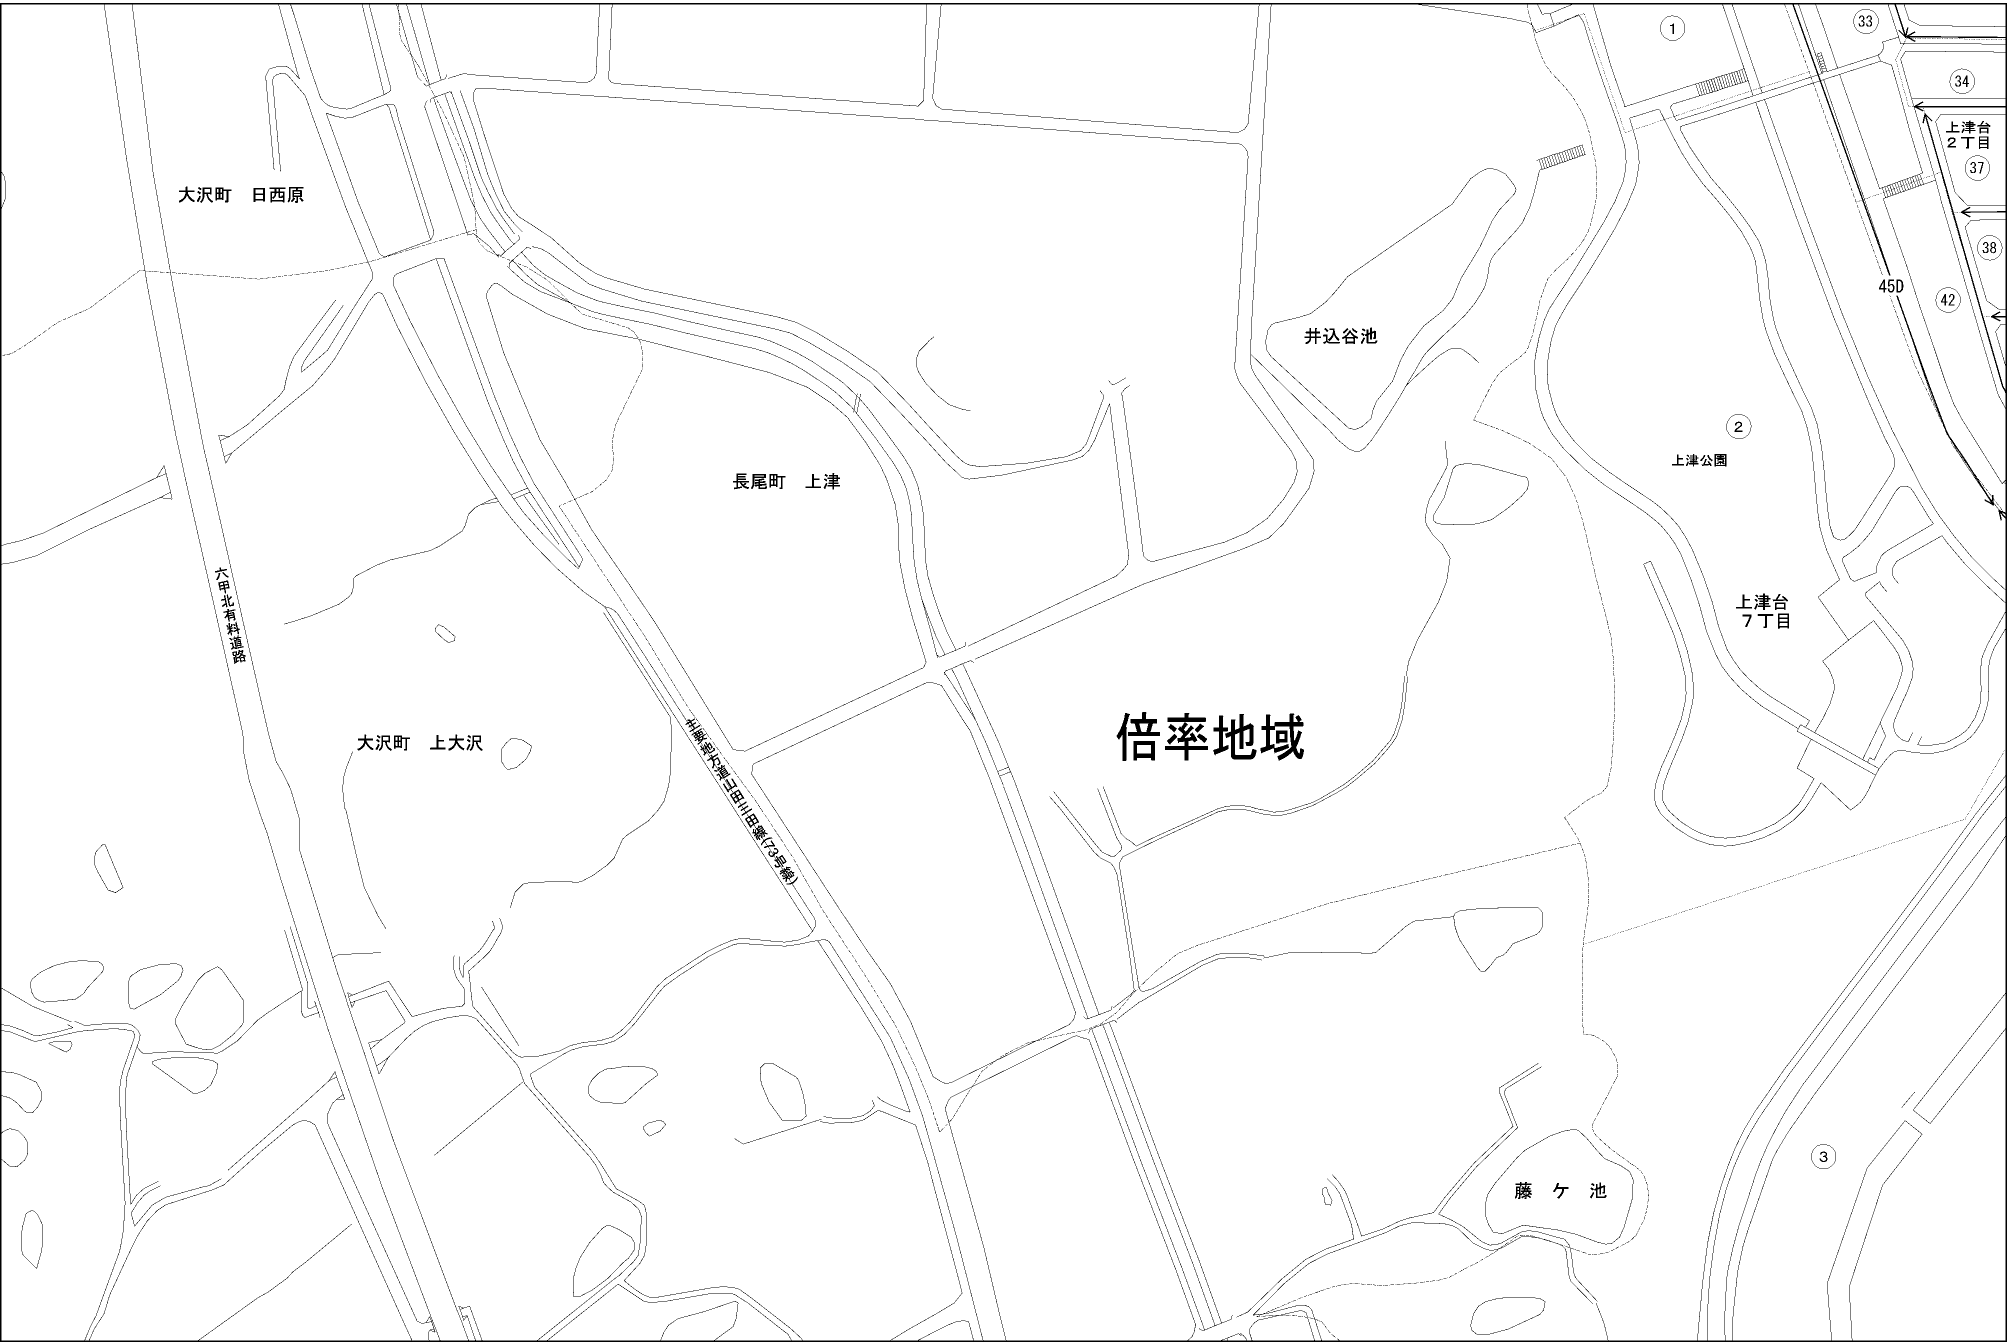 1
33
34
上津台
2丁目
37
38
大沢町　日西原
45D
42
井込谷池
2
上津公園
長尾町　上津
六甲北有料道路
上津台
7丁目
倍率地域
大沢町　上大沢
主要地方道山田三田線(73号線)
3
藤ケ池